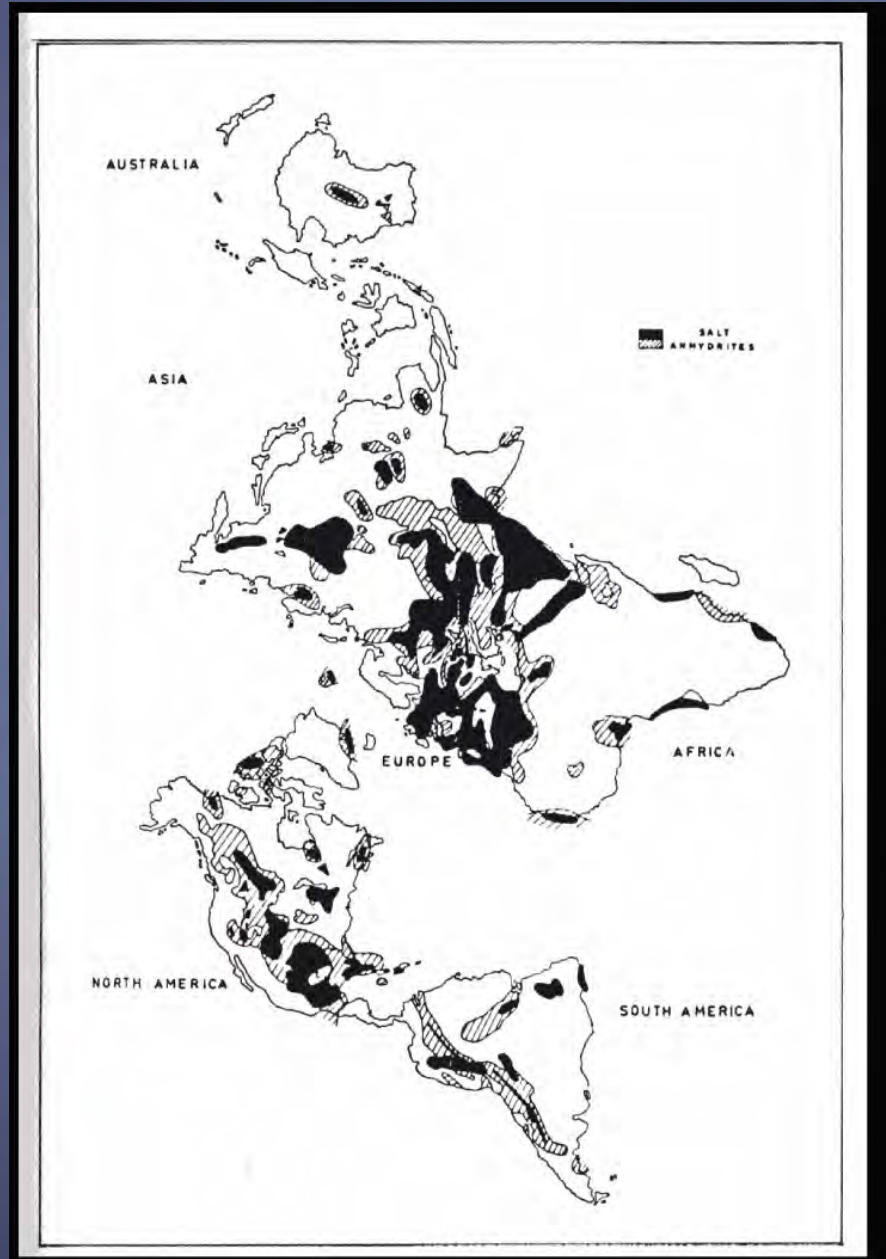 AUSTRALIA
SALT
ANHYDRITES
ASIA
EUROPE
AFRICA
NORTH AMERICA
SOUTH AMERICA